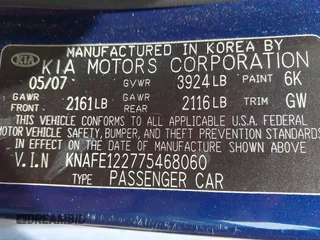 MANUFACTURED IN KOREA BY
KIA KIA MOTORS CORPORATION
05/07 GVWR 3924LB PAINT 6K
GAWR FRONT 2161LB GAWR REAR 2116LB TRIM GW
THIS VEHICLE CONFORMS TO ALL APPLICABLE U.S.A FEDERAL
MOTOR VEHICLE SAFETY, BUMPER, AND THEFT PREVENTION STANDARDS
IN EFFECT ON THE DATE OF MANUFACTURE SHOWN ABOVE.
V.I.N KNAFE122775468060
TYPE PASSENGER CAR
DREAMBID